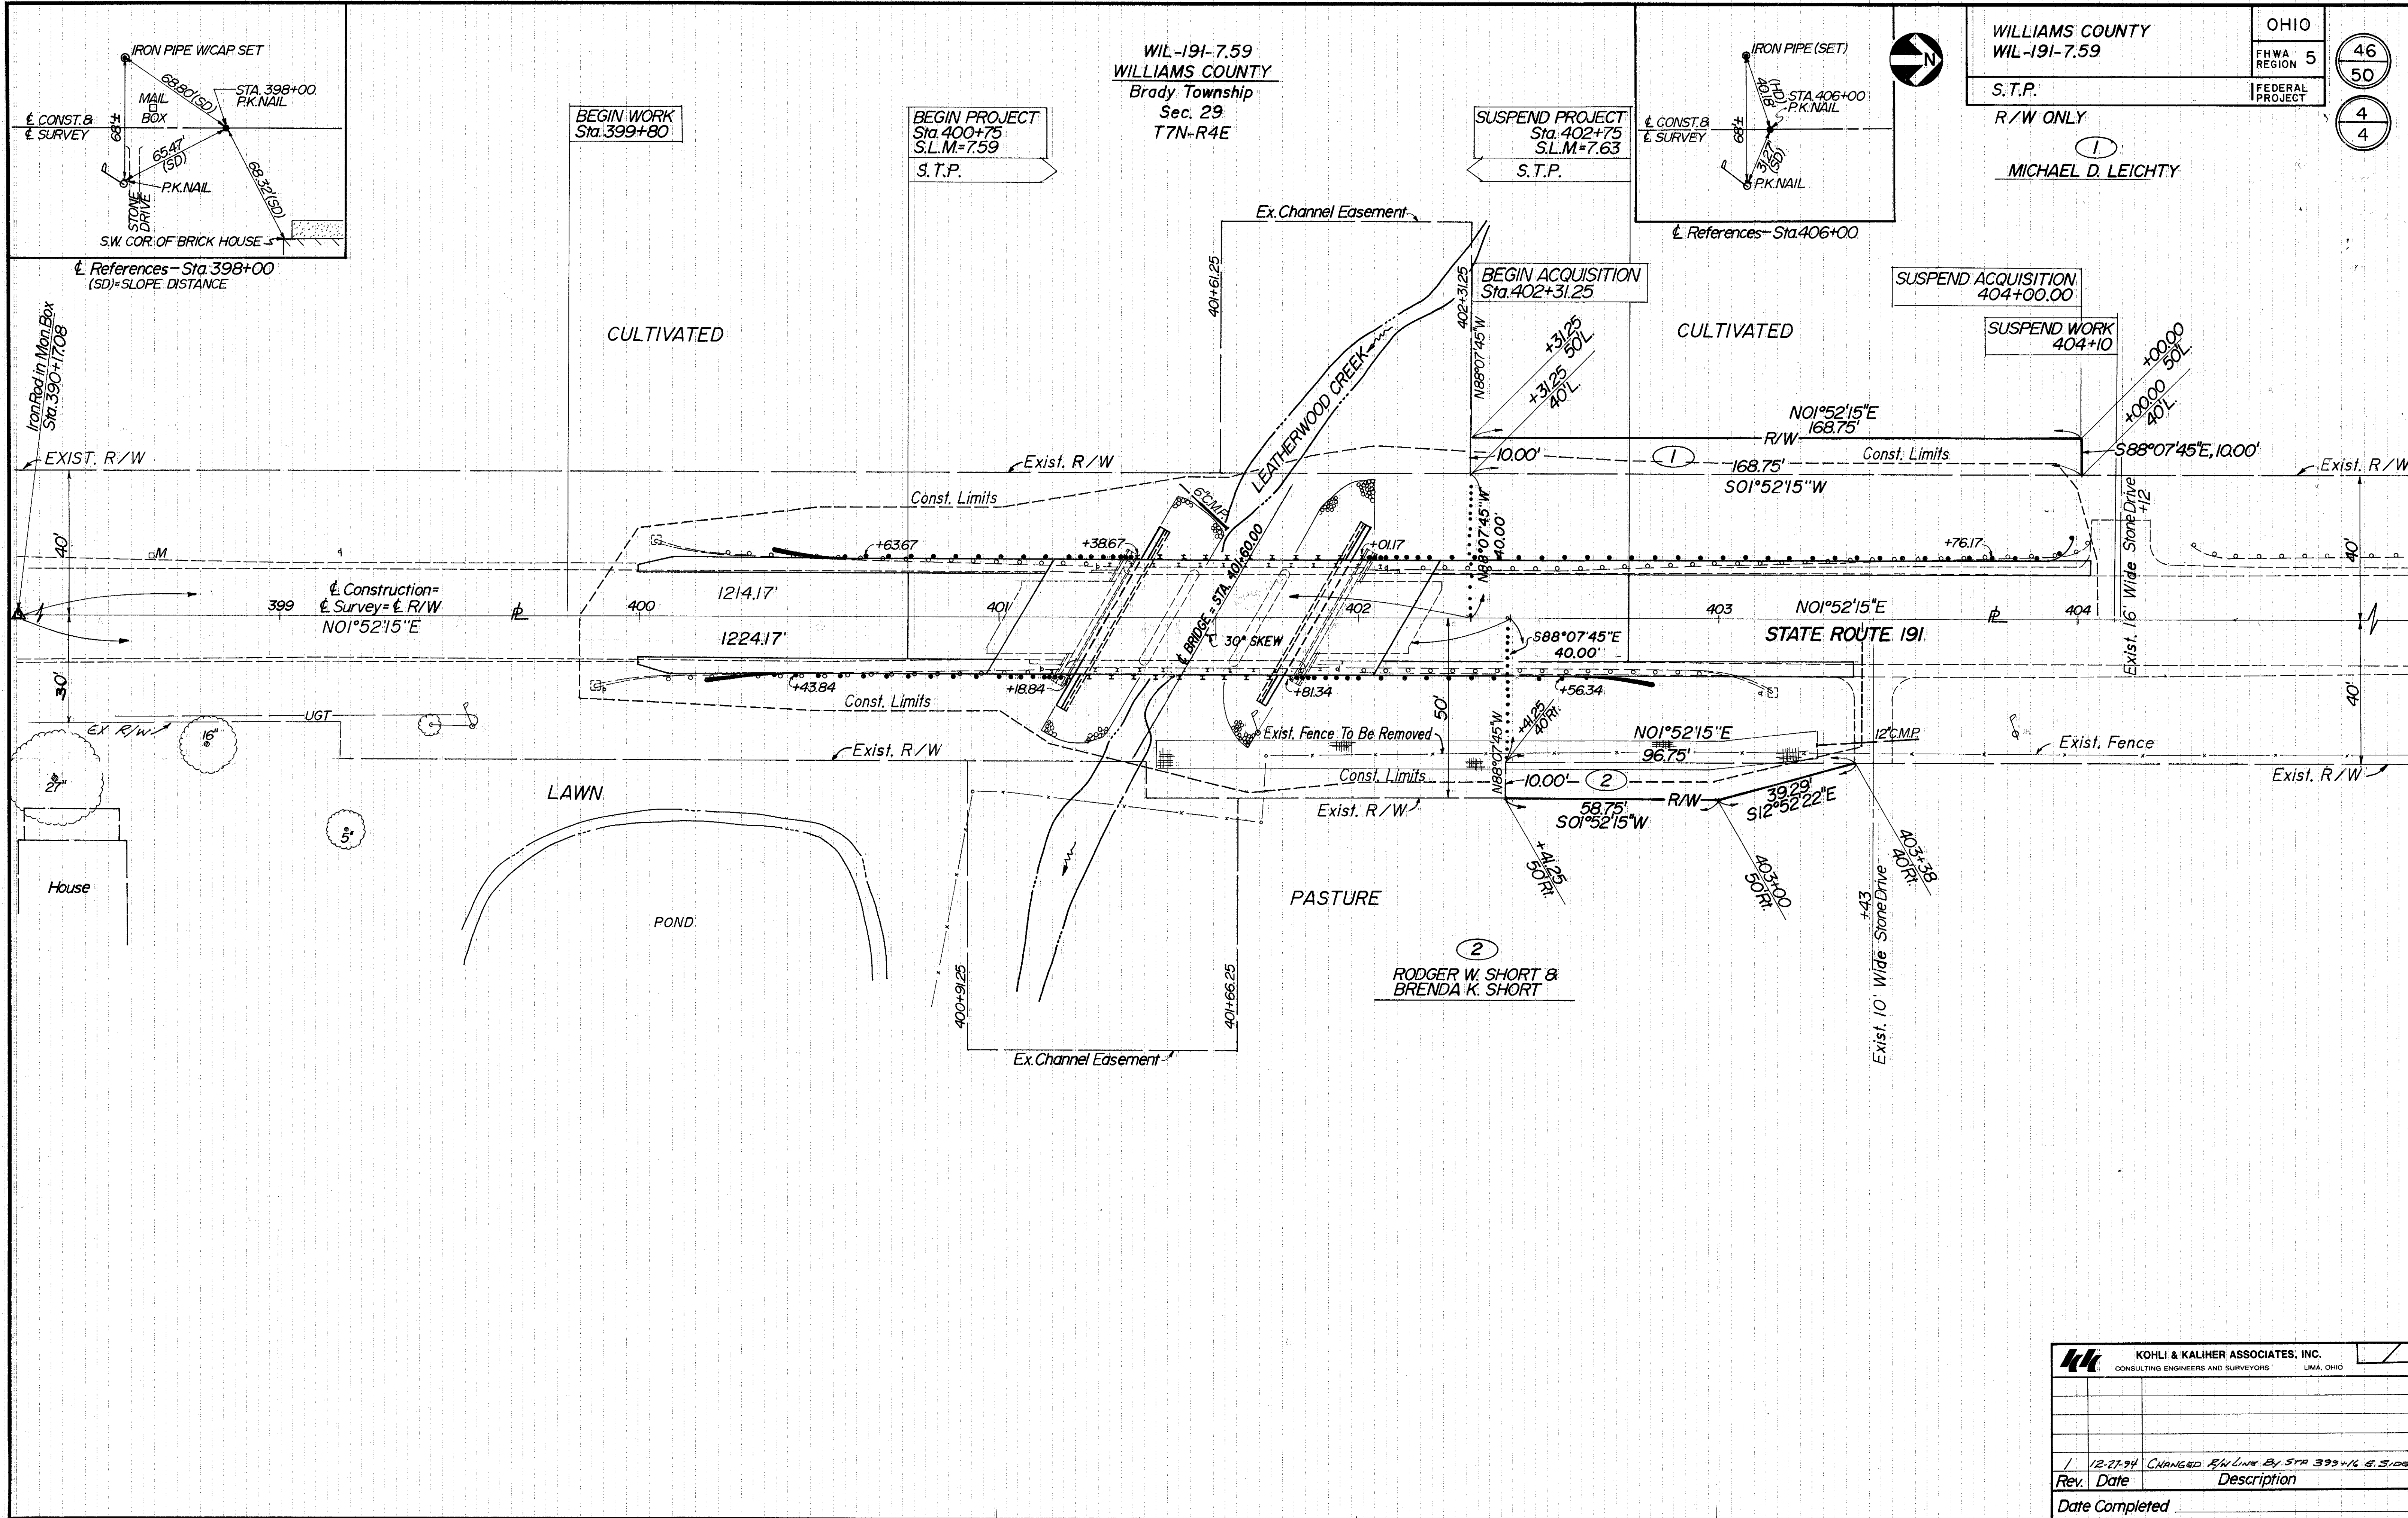 IRON PIPE W/CAP SET
68.80'(SD)
STA. 398+00
P.K. NAIL
MAIL
BOX
℄ CONST. &
℄ SURVEY
68'±
65.47'
(SD)
P.K. NAIL
68.32'(SD)
STONE
DRIVE
S.W. COR. OF BRICK HOUSE
℄ References-Sta. 398+00
(SD)=SLOPE DISTANCE
WIL-191-7.59
WILLIAMS COUNTY
Brady Township
Sec. 29
T7N-R4E
BEGIN WORK
Sta. 399+80
BEGIN PROJECT
Sta. 400+75
S.L.M.=7.59
S.T.P.
SUSPEND PROJECT
Sta. 402+75
S.L.M.=7.63
S.T.P.
IRON PIPE (SET)
40.18'
(HD)
STA. 406+00
P.K. NAIL
℄ CONST. &
℄ SURVEY
68'±
31.27'
(SD)
P.K. NAIL
℄ References-Sta. 406+00
N
WILLIAMS COUNTY
WIL-191-7.59
OHIO
FHWA
REGION 5
S.T.P.
FEDERAL
PROJECT
R/W ONLY
46
50
4
4
1
MICHAEL D. LEICHTY
Ex. Channel Easement
401+61.25
402+31.25
BEGIN ACQUISITION
Sta. 402+31.25
SUSPEND ACQUISITION
404+00.00
SUSPEND WORK
404+10
Iron Rod in Mon. Box
Sta. 390+17.08
CULTIVATED
CULTIVATED
LEATHERWOOD CREEK
N88°07'45"W
+31.25
50'L.
+31.25
40'L.
+00.00
50'L.
+00.00
40'L.
N01°52'15"E
168.75'
R/W
EXIST. R/W
Exist. R/W
10.00'
1
168.75'
S01°52'15"W
Const. Limits
S88°07'45"E, 10.00'
Exist. R/W
Const. Limits
6"C.M.P.
N88°07'45"W
40.00'
40'
M
+63.67
+38.67
+01.17
+76.17
Exist. 16' Wide Stone Drive
+12
40'
℄ Construction=
℄ Survey=℄ R/W
N01°52'15"E
1214.17'
399
400
401
402
403
404
N01°52'15"E
STATE ROUTE 191
1224.17'
℄ BRIDGE = STA. 401+60.00
30° SKEW
S88°07'45"E
40.00'
30'
40'
+43.84
+18.84
+81.34
+56.34
Const. Limits
50'
UGT
EX R/W
16"
Exist. R/W
Exist. Fence To Be Removed
N88°07'45"W
+41.25
40'Rt.
N01°52'15"E
96.75'
12"C.M.P.
Exist. Fence
27"
LAWN
5"
Const. Limits
10.00'
2
Exist. R/W
58.75'
S01°52'15"W
R/W
39.29'
S12°52'22"E
Exist. R/W
House
POND
PASTURE
+41.25
50'Rt.
403+00
50'Rt.
403+38
40'Rt.
+43
Exist. 10' Wide Stone Drive
2
RODGER W. SHORT &
BRENDA K. SHORT
400+91.25
401+66.25
Ex. Channel Easement
KOHLI & KALIHER ASSOCIATES, INC.
CONSULTING ENGINEERS AND SURVEYORS LIMA, OHIO
1 12-27-94 CHANGED R/W LINE BY STA 399+16 E. SIDE
Rev. Date Description
Date Completed